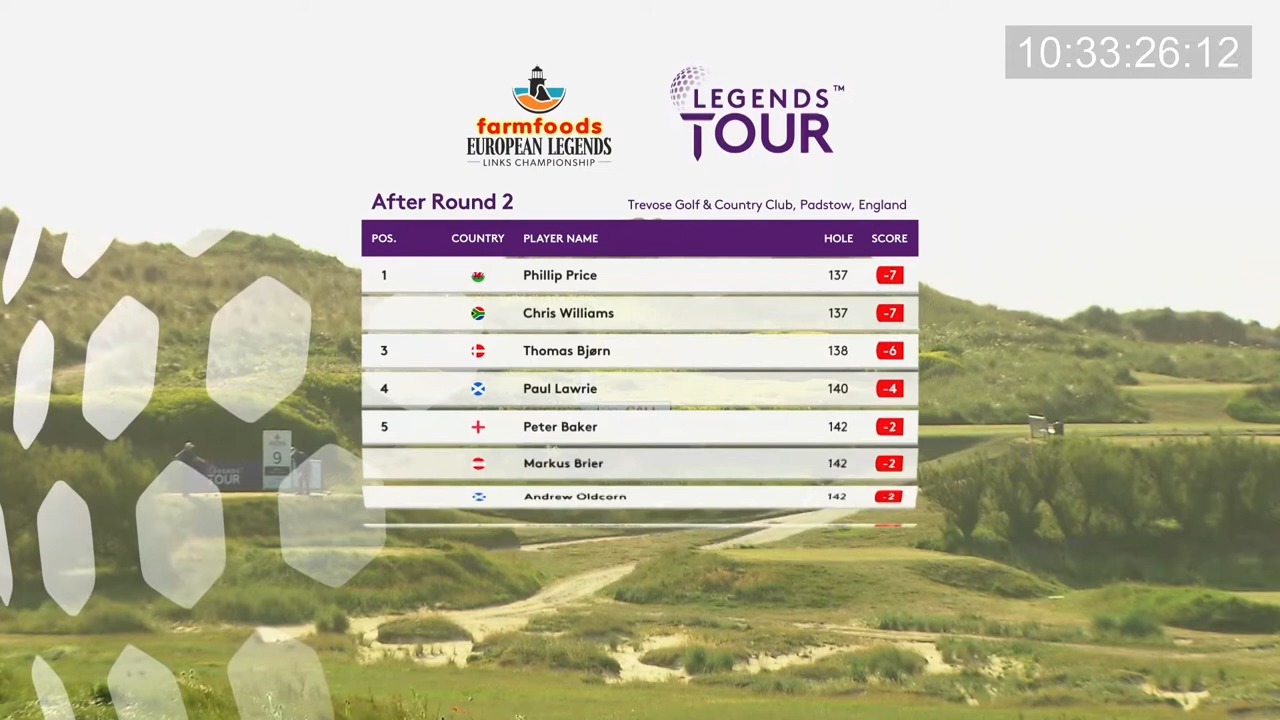 10:33:26:12
farmfoods
EUROPEAN LEGENDS
LINKS CHAMPIONSHIP
LEGENDS™
TOUR
After Round 2
Trevose Golf & Country Club, Padstow, England
POS. COUNTRY PLAYER NAME HOLE SCORE
1 Phillip Price 137 -7
Chris Williams 137 -7
3 Thomas Bjørn 138 -6
4 Paul Lawrie 140 -4
5 Peter Baker 142 -2
Markus Brier 142 -2
Andrew Oldcorn 142 -2
9
LEGENDS
TOUR